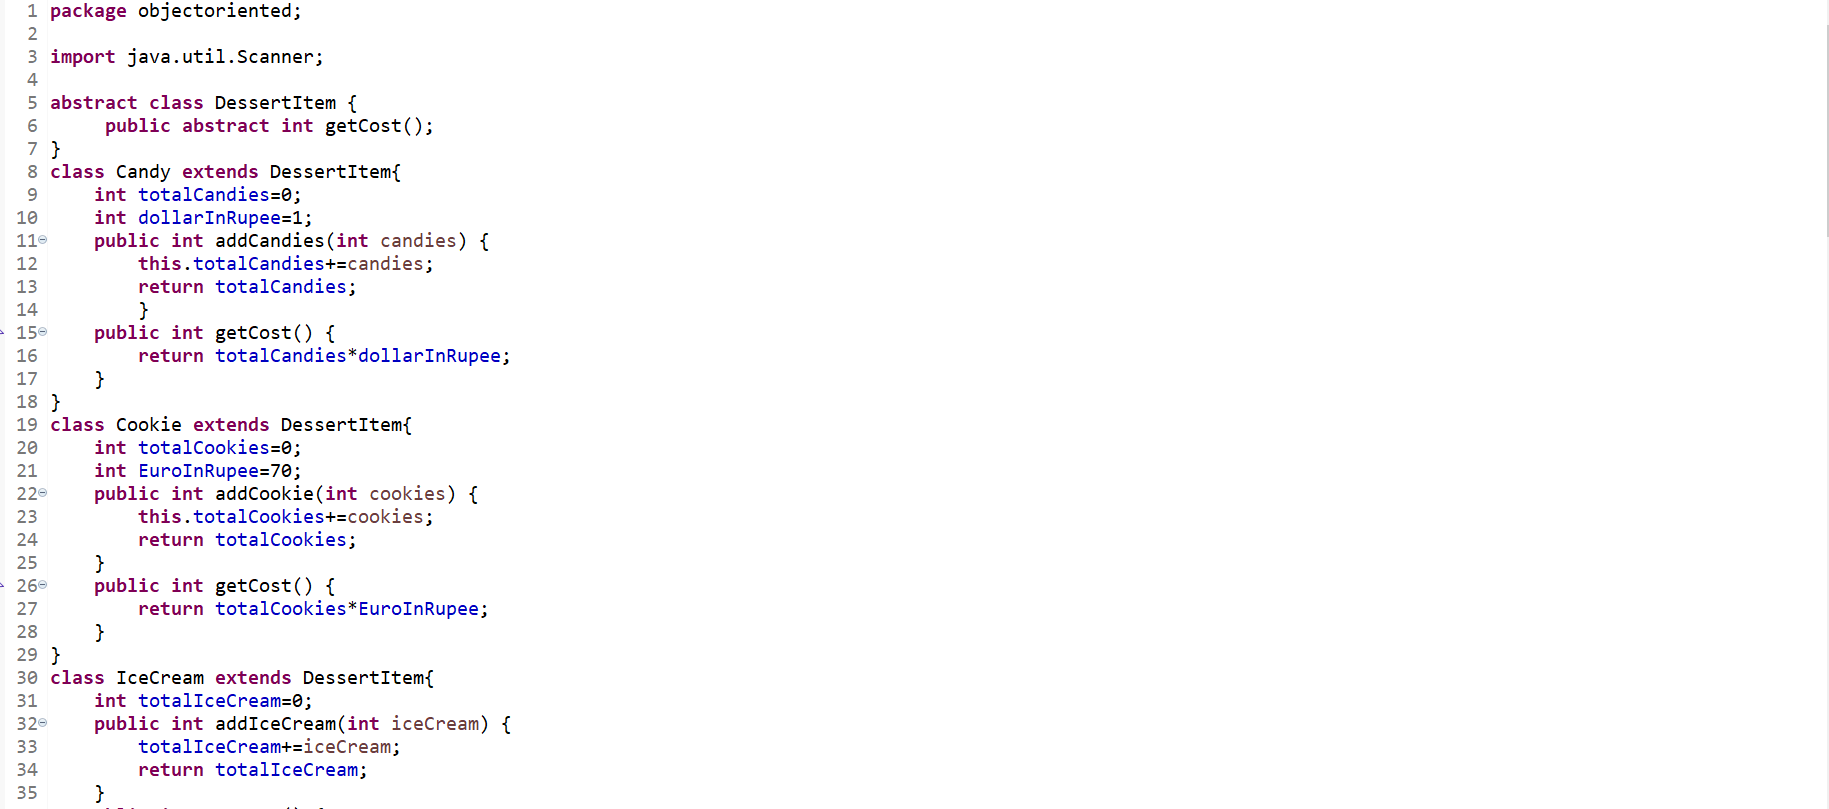 1 package objectoriented;
2
3 import java.util.Scanner;
4
5 abstract class DessertItem {
6      public abstract int getCost();
7 }
8 class Candy extends DessertItem{
9     int totalCandies=0;
10     int dollarInRupee=1;
11     public int addCandies(int candies) {
12         this.totalCandies+=candies;
13         return totalCandies;
14         }
15     public int getCost() {
16         return totalCandies*dollarInRupee;
17     }
18 }
19 class Cookie extends DessertItem{
20     int totalCookies=0;
21     int EuroInRupee=70;
22     public int addCookie(int cookies) {
23         this.totalCookies+=cookies;
24         return totalCookies;
25     }
26     public int getCost() {
27         return totalCookies*EuroInRupee;
28     }
29 }
30 class IceCream extends DessertItem{
31     int totalIceCream=0;
32     public int addIceCream(int iceCream) {
33         totalIceCream+=iceCream;
34         return totalIceCream;
35     }